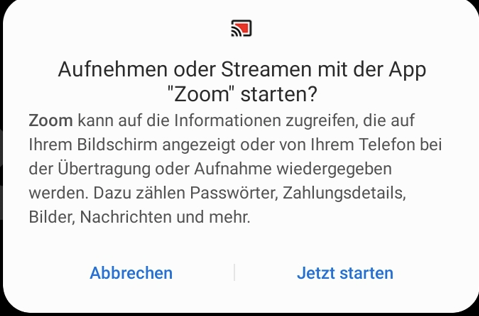 Aufnehmen oder Streamen mit der App
"Zoom" starten?
Zoom kann auf die Informationen zugreifen, die auf
Ihrem Bildschirm angezeigt oder von Ihrem Telefon bei
der Übertragung oder Aufnahme wiedergegeben
werden. Dazu zählen Passwörter, Zahlungsdetails,
Bilder, Nachrichten und mehr.
Abbrechen
Jetzt starten